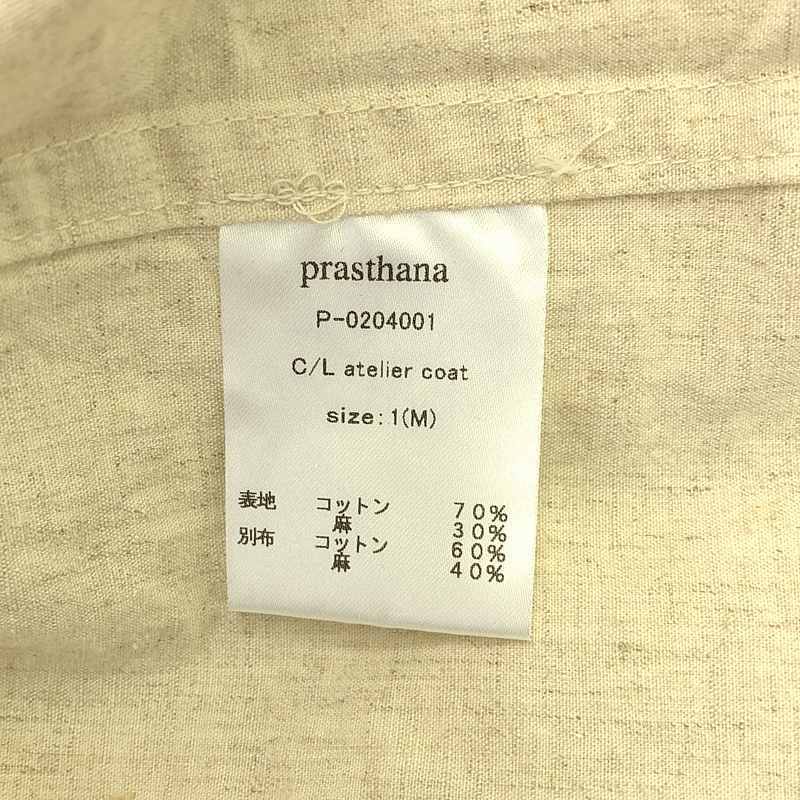 prasthana
P-0204001
C/L atelier coat
size: 1(M)
表地 コットン 70%
麻 30%
別布 コットン 60%
麻 40%